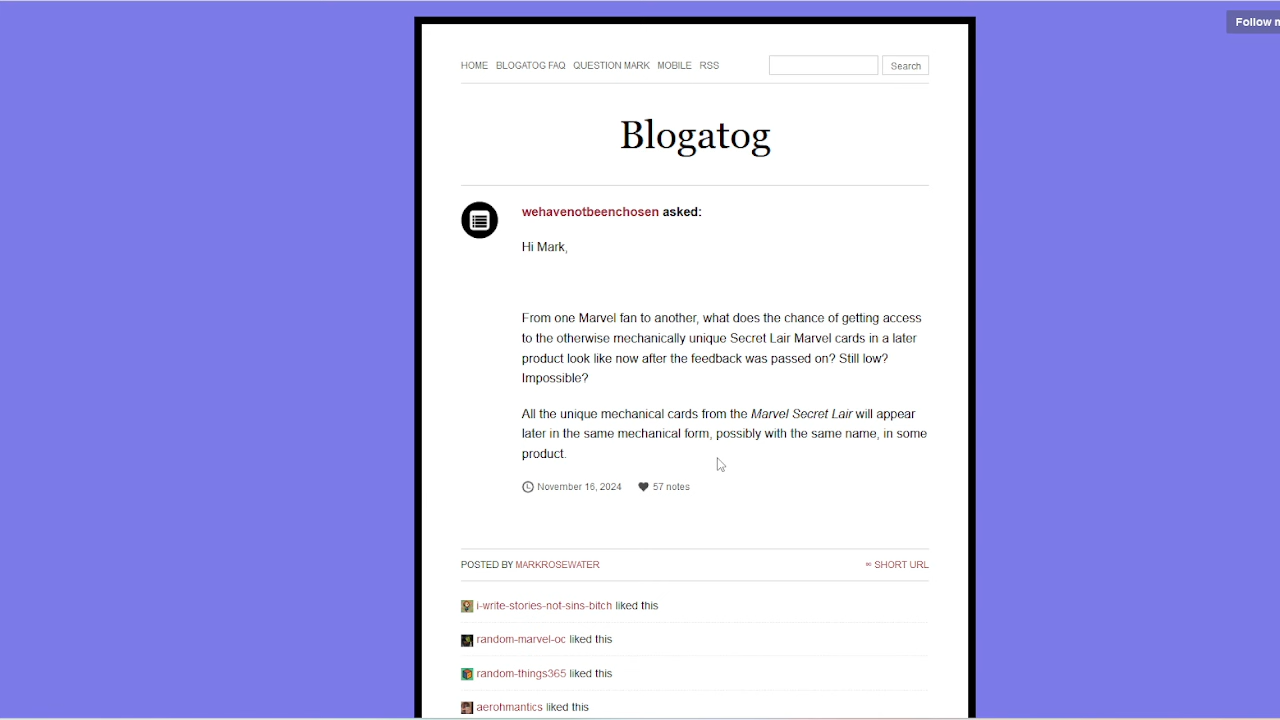 Follow m
HOME BLOGATOG FAQ QUESTION MARK MOBILE RSS Search
Blogatog
wehavenotbeenchosen asked:
Hi Mark,
From one Marvel fan to another, what does the chance of getting access
to the otherwise mechanically unique Secret Lair Marvel cards in a later
product look like now after the feedback was passed on? Still low?
Impossible?
All the unique mechanical cards from the Marvel Secret Lair will appear
later in the same mechanical form, possibly with the same name, in some
product.
November 16, 2024 57 notes
POSTED BY MARKROSEWATER ∞ SHORT URL
i-write-stories-not-sins-bitch liked this
random-marvel-oc liked this
random-things365 liked this
aerohmantics liked this